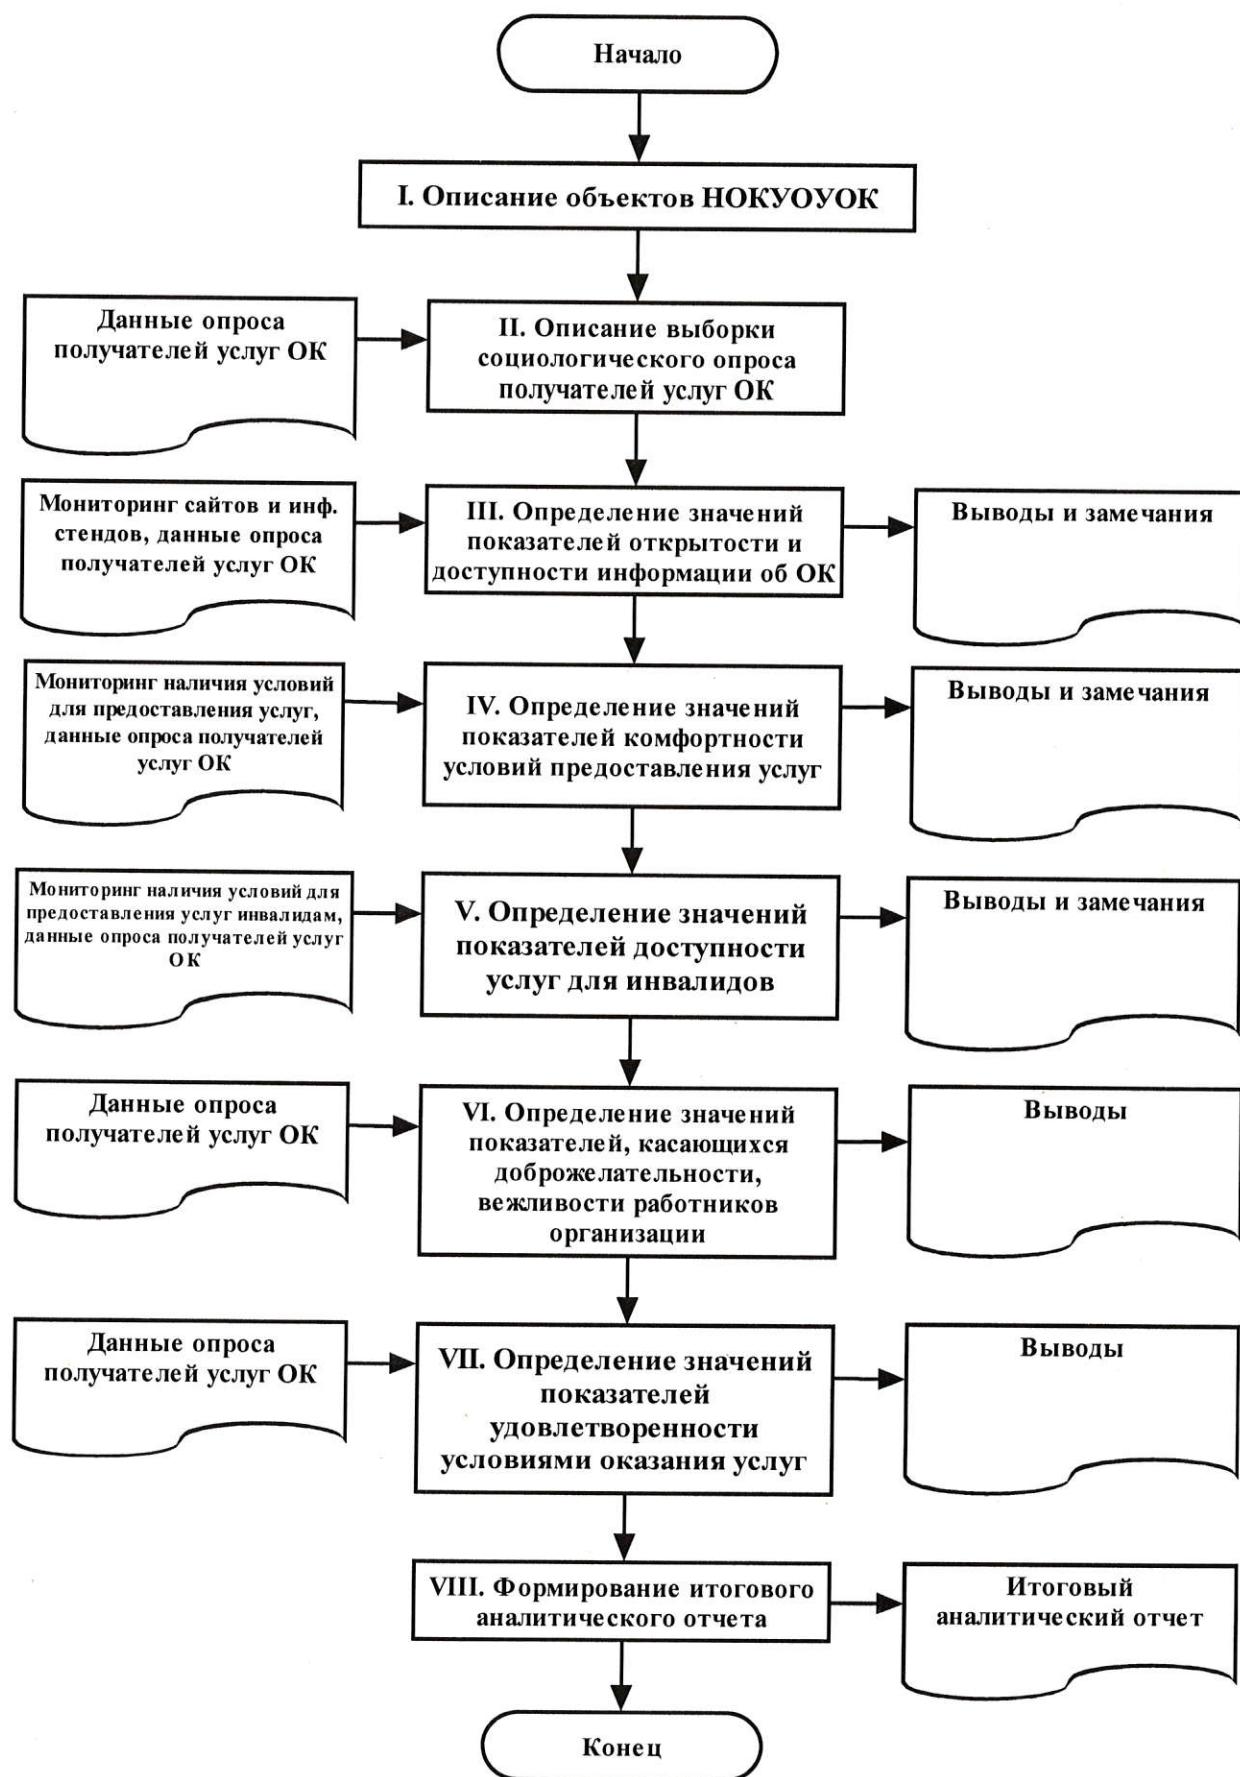 Начало
I. Описание объектов НОКУОУОК
Данные опроса
получателей услуг ОК
II. Описание выборки
социологического опроса
получателей услуг ОК
Мониторинг сайтов и инф.
стендов, данные опроса
получателей услуг ОК
III. Определение значений
показателей открытости и
доступности информации об ОК
Выводы и замечания
Мониторинг наличия условий
для предоставления услуг,
данные опроса получателей
услуг ОК
IV. Определение значений
показателей комфортности
условий предоставления услуг
Выводы и замечания
Мониторинг наличия условий для
предоставления услуг инвалидам,
данные опроса получателей услуг
ОК
V. Определение значений
показателей доступности
услуг для инвалидов
Выводы и замечания
Данные опроса
получателей услуг ОК
VI. Определение значений
показателей, касающихся
доброжелательности,
вежливости работников
организации
Выводы
Данные опроса
получателей услуг ОК
VII. Определение значений
показателей
удовлетворенности
условиями оказания услуг
Выводы
VIII. Формирование итогового
аналитического отчета
Итоговый
аналитический отчет
Конец